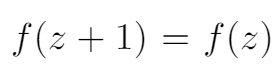 f(z + 1) = f(z)